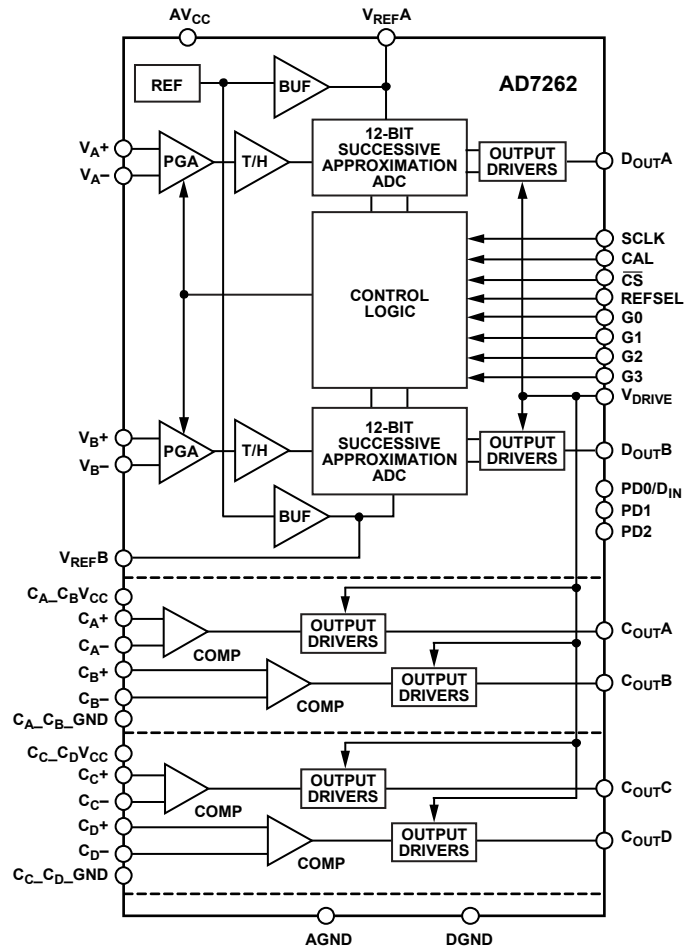 AVCC
VREFA
REF
BUF
AD7262
VA+
VA–
PGA
T/H
12-BIT
SUCCESSIVE
APPROXIMATION
ADC
OUTPUT
DRIVERS
DOUTA
SCLK
CAL
CS
REFSEL
G0
G1
G2
G3
VDRIVE
CONTROL
LOGIC
VB+
VB–
PGA
T/H
12-BIT
SUCCESSIVE
APPROXIMATION
ADC
OUTPUT
DRIVERS
DOUTB
PD0/DIN
PD1
PD2
BUF
VREFB
CA_CBVCC
CA+
CA–
COMP
OUTPUT
DRIVERS
COUTA
CB+
CB–
COMP
OUTPUT
DRIVERS
COUTB
CA_CB_GND
CC_CDVCC
CC+
CC–
COMP
OUTPUT
DRIVERS
COUTC
CD+
CD–
COMP
OUTPUT
DRIVERS
COUTD
CC_CD_GND
AGND
DGND